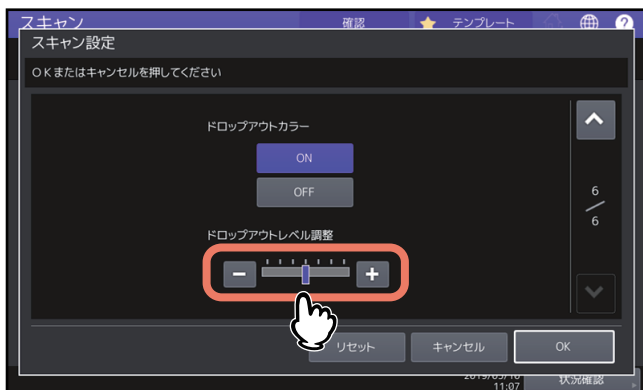 スキャン 確認 テンプレート ?
スキャン設定
OKまたはキャンセルを押してください
ドロップアウトカラー
ON
OFF
6
6
ドロップアウトレベル調整
− +
リセット キャンセル OK
11:07 状況確認